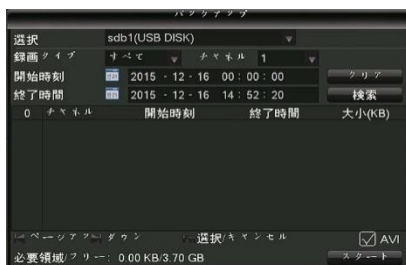 バックアップ
選択 sdb1(USB DISK)
録画タイプ すべて チャネル 1
開始時刻 2015 - 12 - 16 00 : 00 : 00 クリア
終了時間 2015 - 12 - 16 14 : 52 : 20 検索
0 チャネル 開始時刻 終了時間 大小(KB)
ページアプ ダウン 選択/キャンセル AVI
必要領域/フリー: 0.00 KB/3.70 GB スタート